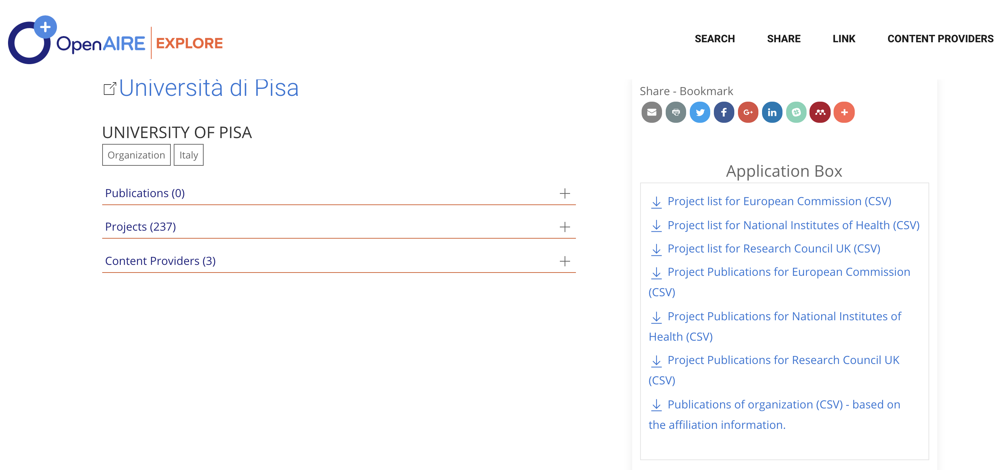 OpenAIRE | EXPLORE
SEARCH SHARE LINK CONTENT PROVIDERS
Università di Pisa
UNIVERSITY OF PISA
Organization Italy
Publications (0)
Projects (237)
Content Providers (3)
Share - Bookmark
Application Box
Project list for European Commission (CSV)
Project list for National Institutes of Health (CSV)
Project list for Research Council UK (CSV)
Project Publications for European Commission
(CSV)
Project Publications for National Institutes of
Health (CSV)
Project Publications for Research Council UK
(CSV)
Publications of organization (CSV) - based on
the affiliation information.